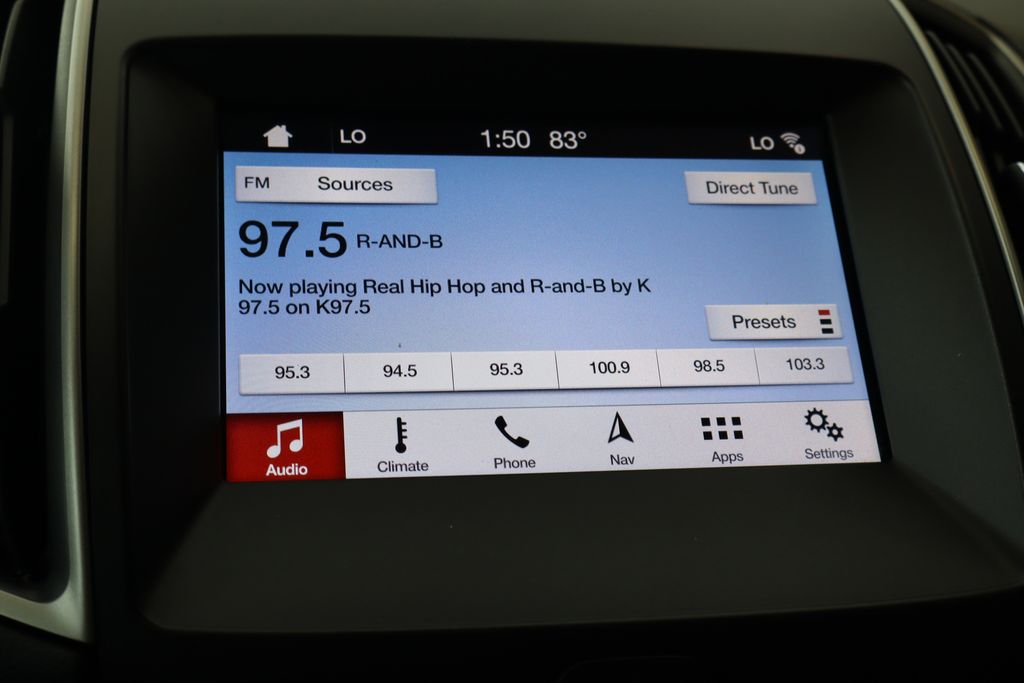 LO 1:50 83° LO
FM Sources Direct Tune
97.5 R-AND-B
Now playing Real Hip Hop and R-and-B by K
97.5 on K97.5
Presets
95.3 94.5 95.3 100.9 98.5 103.3
Audio Climate Phone Nav Apps Settings